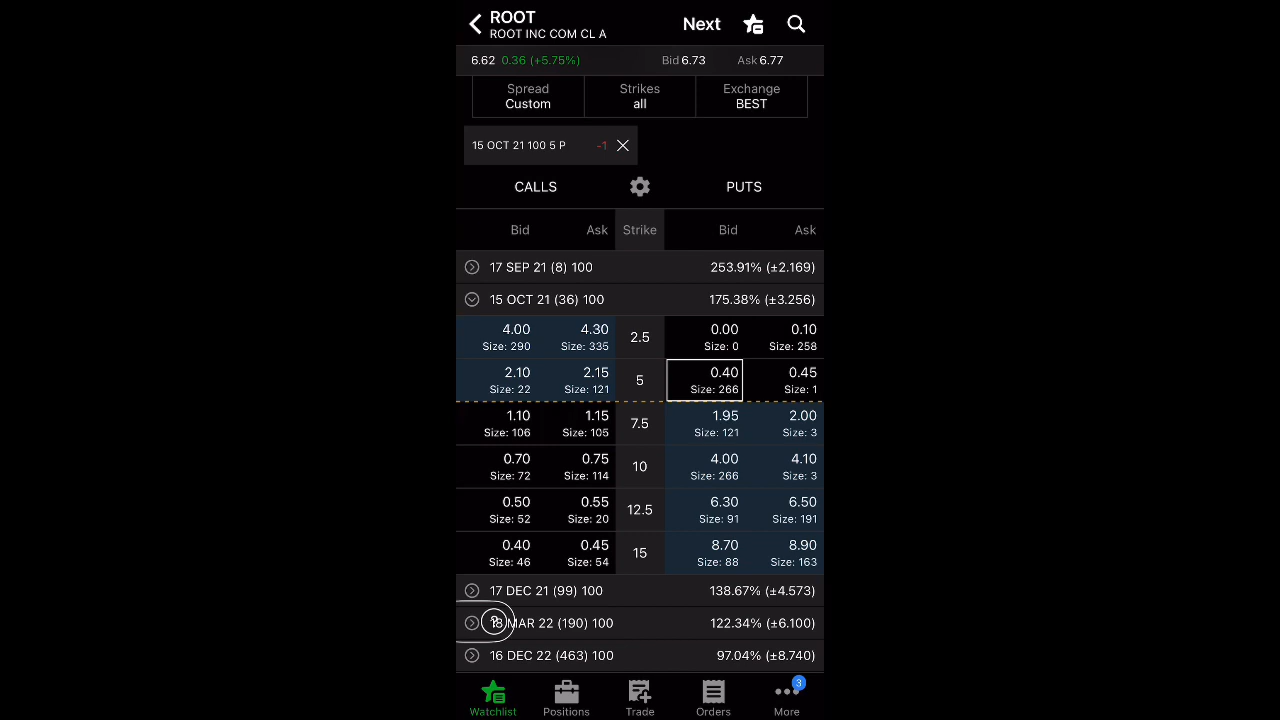 ROOT
ROOT INC COM CL A
Next
6.62 0.36 (+5.75%) Bid 6.73 Ask 6.77
Spread Strikes Exchange
Custom all BEST
15 OCT 21 100 5 P -1
CALLS PUTS
Bid Ask Strike Bid Ask
17 SEP 21 (8) 100 253.91% (±2.169)
15 OCT 21 (36) 100 175.38% (±3.256)
4.00 4.30 2.5 0.00 0.10
Size: 290 Size: 335 Size: 0 Size: 258
2.10 2.15 5 0.40 0.45
Size: 22 Size: 121 Size: 266 Size: 1
1.10 1.15 7.5 1.95 2.00
Size: 106 Size: 105 Size: 121 Size: 3
0.70 0.75 10 4.00 4.10
Size: 72 Size: 114 Size: 266 Size: 3
0.50 0.55 12.5 6.30 6.50
Size: 52 Size: 20 Size: 91 Size: 191
0.40 0.45 15 8.70 8.90
Size: 46 Size: 54 Size: 88 Size: 163
17 DEC 21 (99) 100 138.67% (±4.573)
? MAR 22 (190) 100 122.34% (±6.100)
16 DEC 22 (463) 100 97.04% (±8.740)
3
Watchlist Positions Trade Orders More